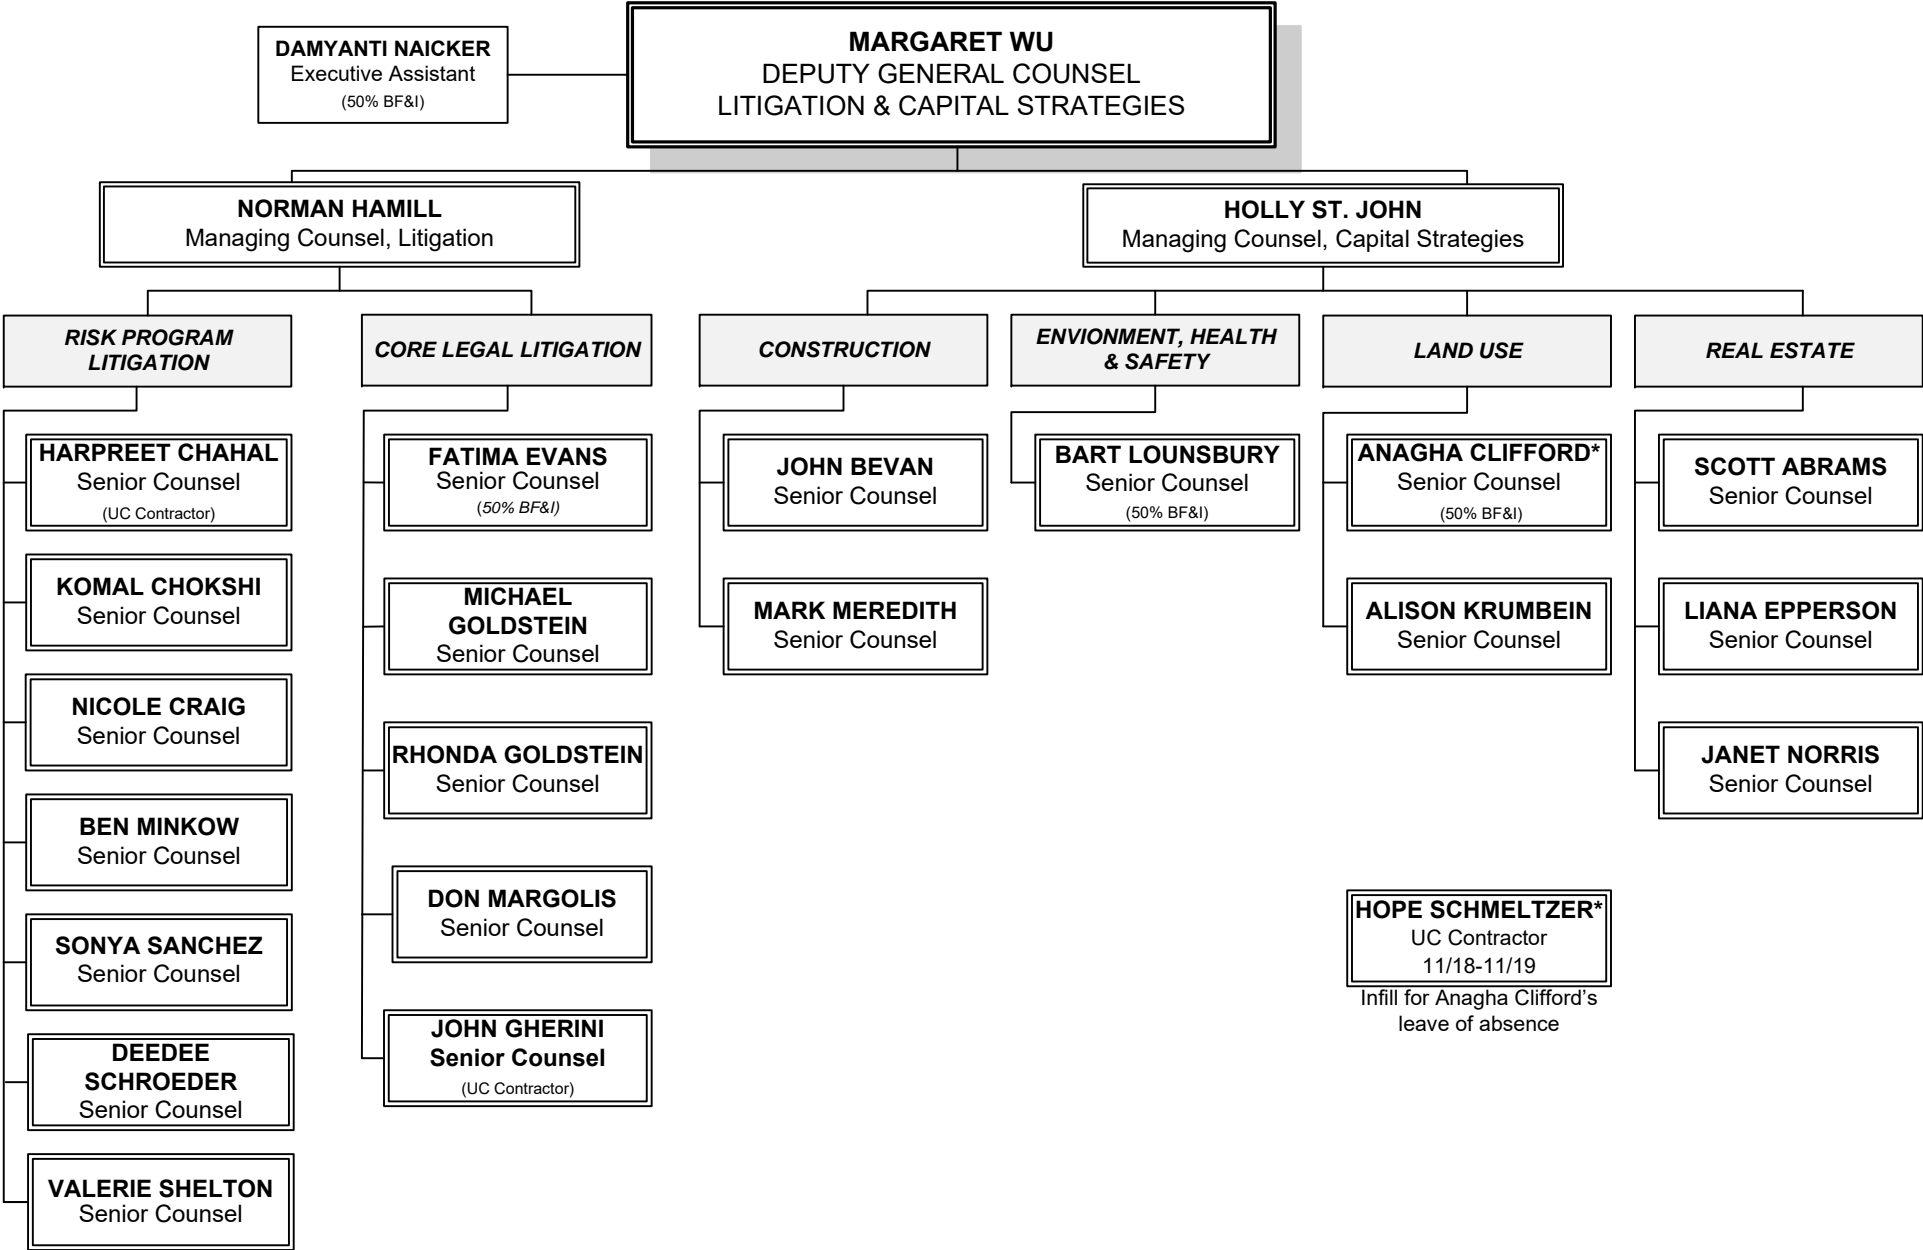 DAMYANTI NAICKER
Executive Assistant
(50% BF&I)
MARGARET WU
DEPUTY GENERAL COUNSEL
LITIGATION & CAPITAL STRATEGIES
NORMAN HAMILL
Managing Counsel, Litigation
HOLLY ST. JOHN
Managing Counsel, Capital Strategies
RISK PROGRAM
LITIGATION
HARPREET CHAHAL
Senior Counsel
(UC Contractor)
KOMAL CHOKSHI
Senior Counsel
NICOLE CRAIG
Senior Counsel
BEN MINKOW
Senior Counsel
SONYA SANCHEZ
Senior Counsel
DEEDEE
SCHROEDER
Senior Counsel
VALERIE SHELTON
Senior Counsel
CORE LEGAL LITIGATION
FATIMA EVANS
Senior Counsel
(50% BF&I)
MICHAEL
GOLDSTEIN
Senior Counsel
RHONDA GOLDSTEIN
Senior Counsel
DON MARGOLIS
Senior Counsel
JOHN GHERINI
Senior Counsel
(UC Contractor)
CONSTRUCTION
JOHN BEVAN
Senior Counsel
MARK MEREDITH
Senior Counsel
ENVIONMENT, HEALTH
& SAFETY
BART LOUNSBURY
Senior Counsel
(50% BF&I)
LAND USE
ANAGHA CLIFFORD*
Senior Counsel
(50% BF&I)
ALISON KRUMBEIN
Senior Counsel
HOPE SCHMELTZER*
UC Contractor
11/18-11/19
Infill for Anagha Clifford’s
leave of absence
REAL ESTATE
SCOTT ABRAMS
Senior Counsel
LIANA EPPERSON
Senior Counsel
JANET NORRIS
Senior Counsel